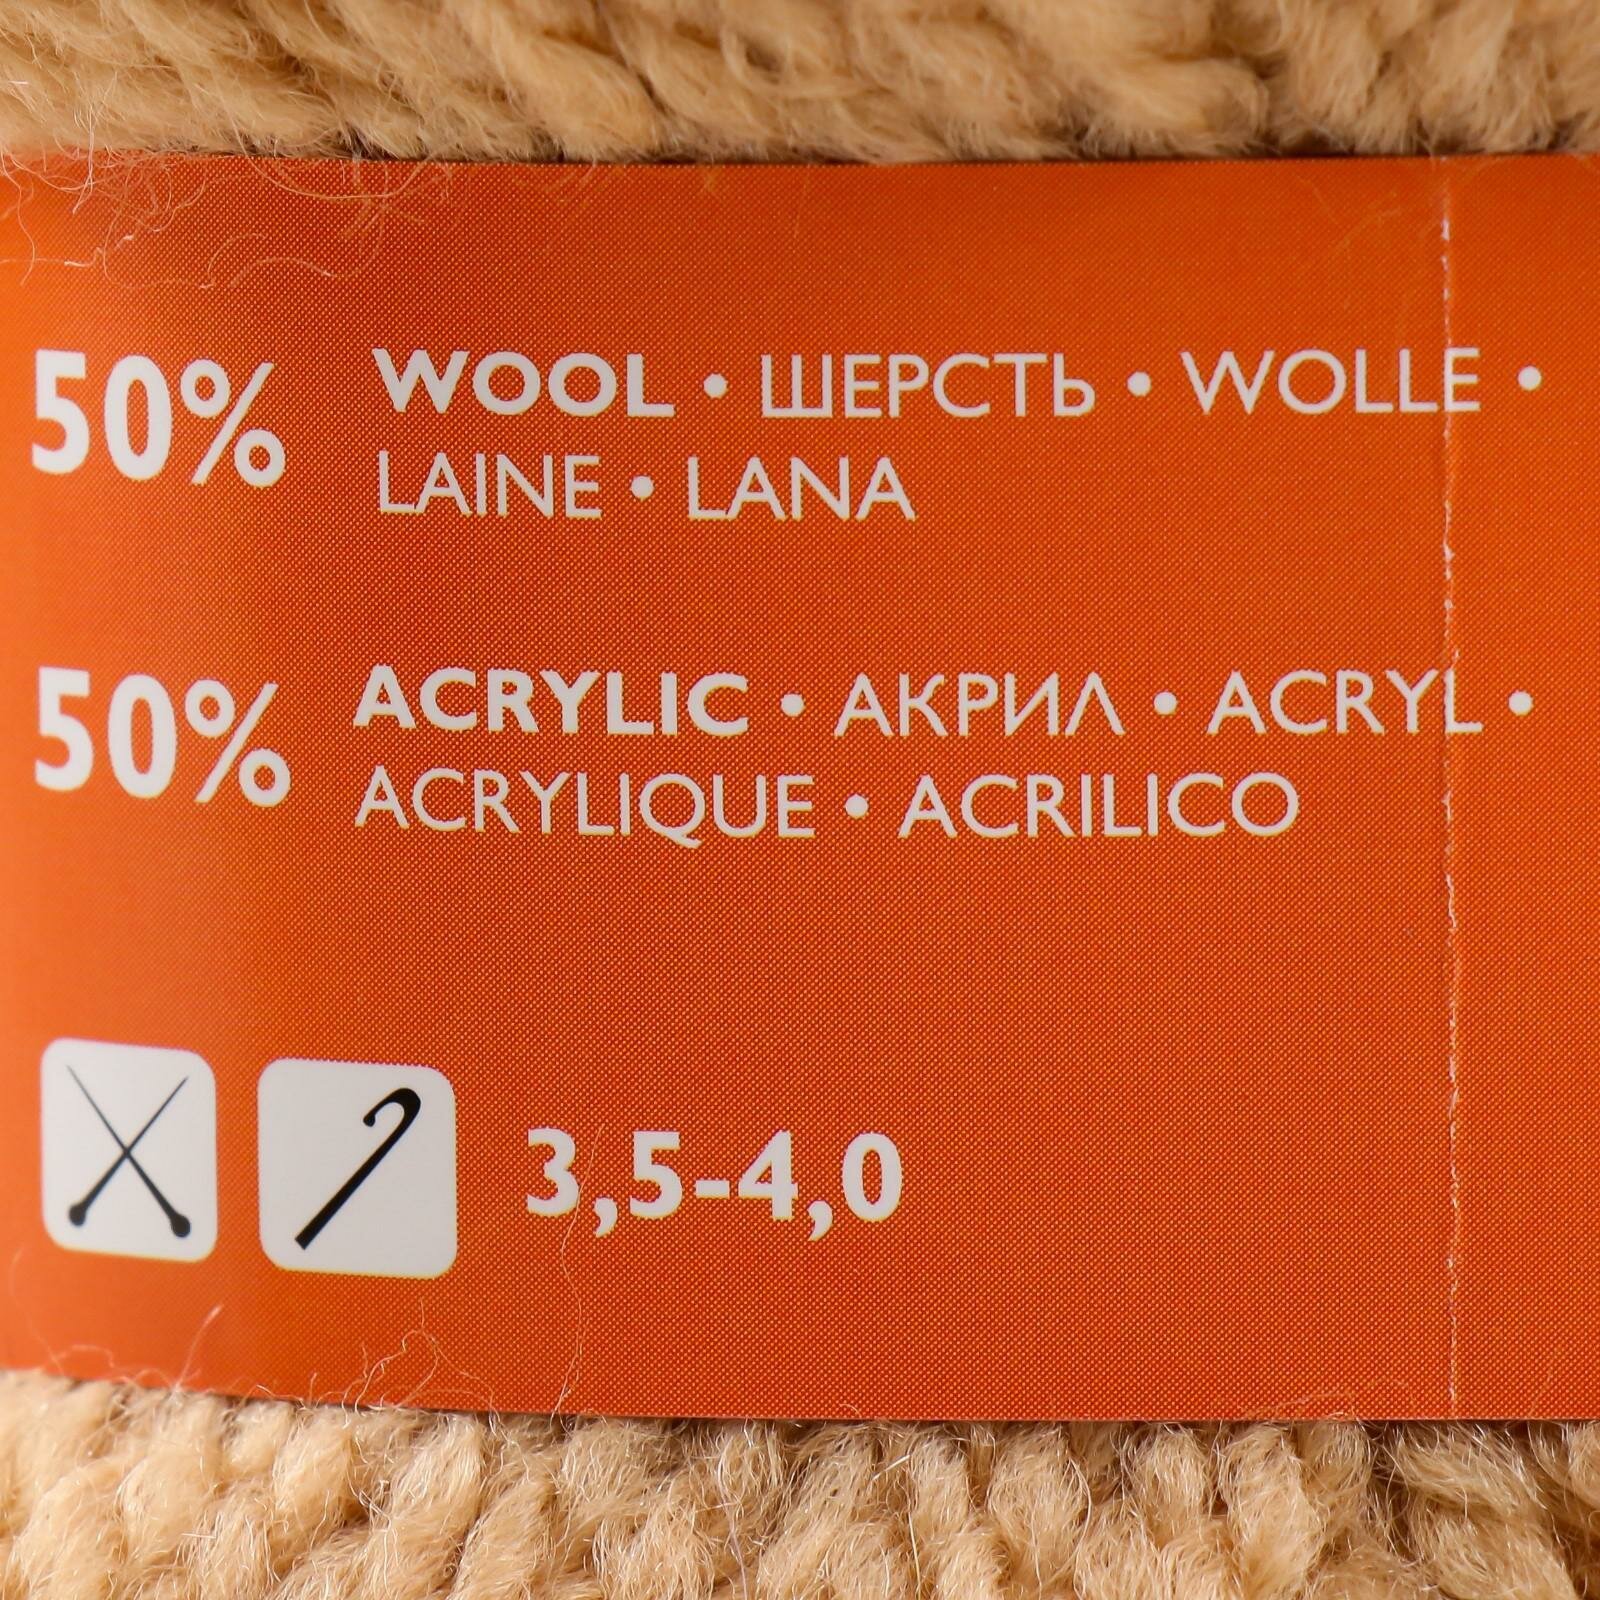 50% WOOL • ШЕРСТЬ • WOLLE •
LAINE • LANA
50% ACRYLIC • АКРИЛ • ACRYL •
ACRYLIQUE • ACRILICO
3,5-4,0